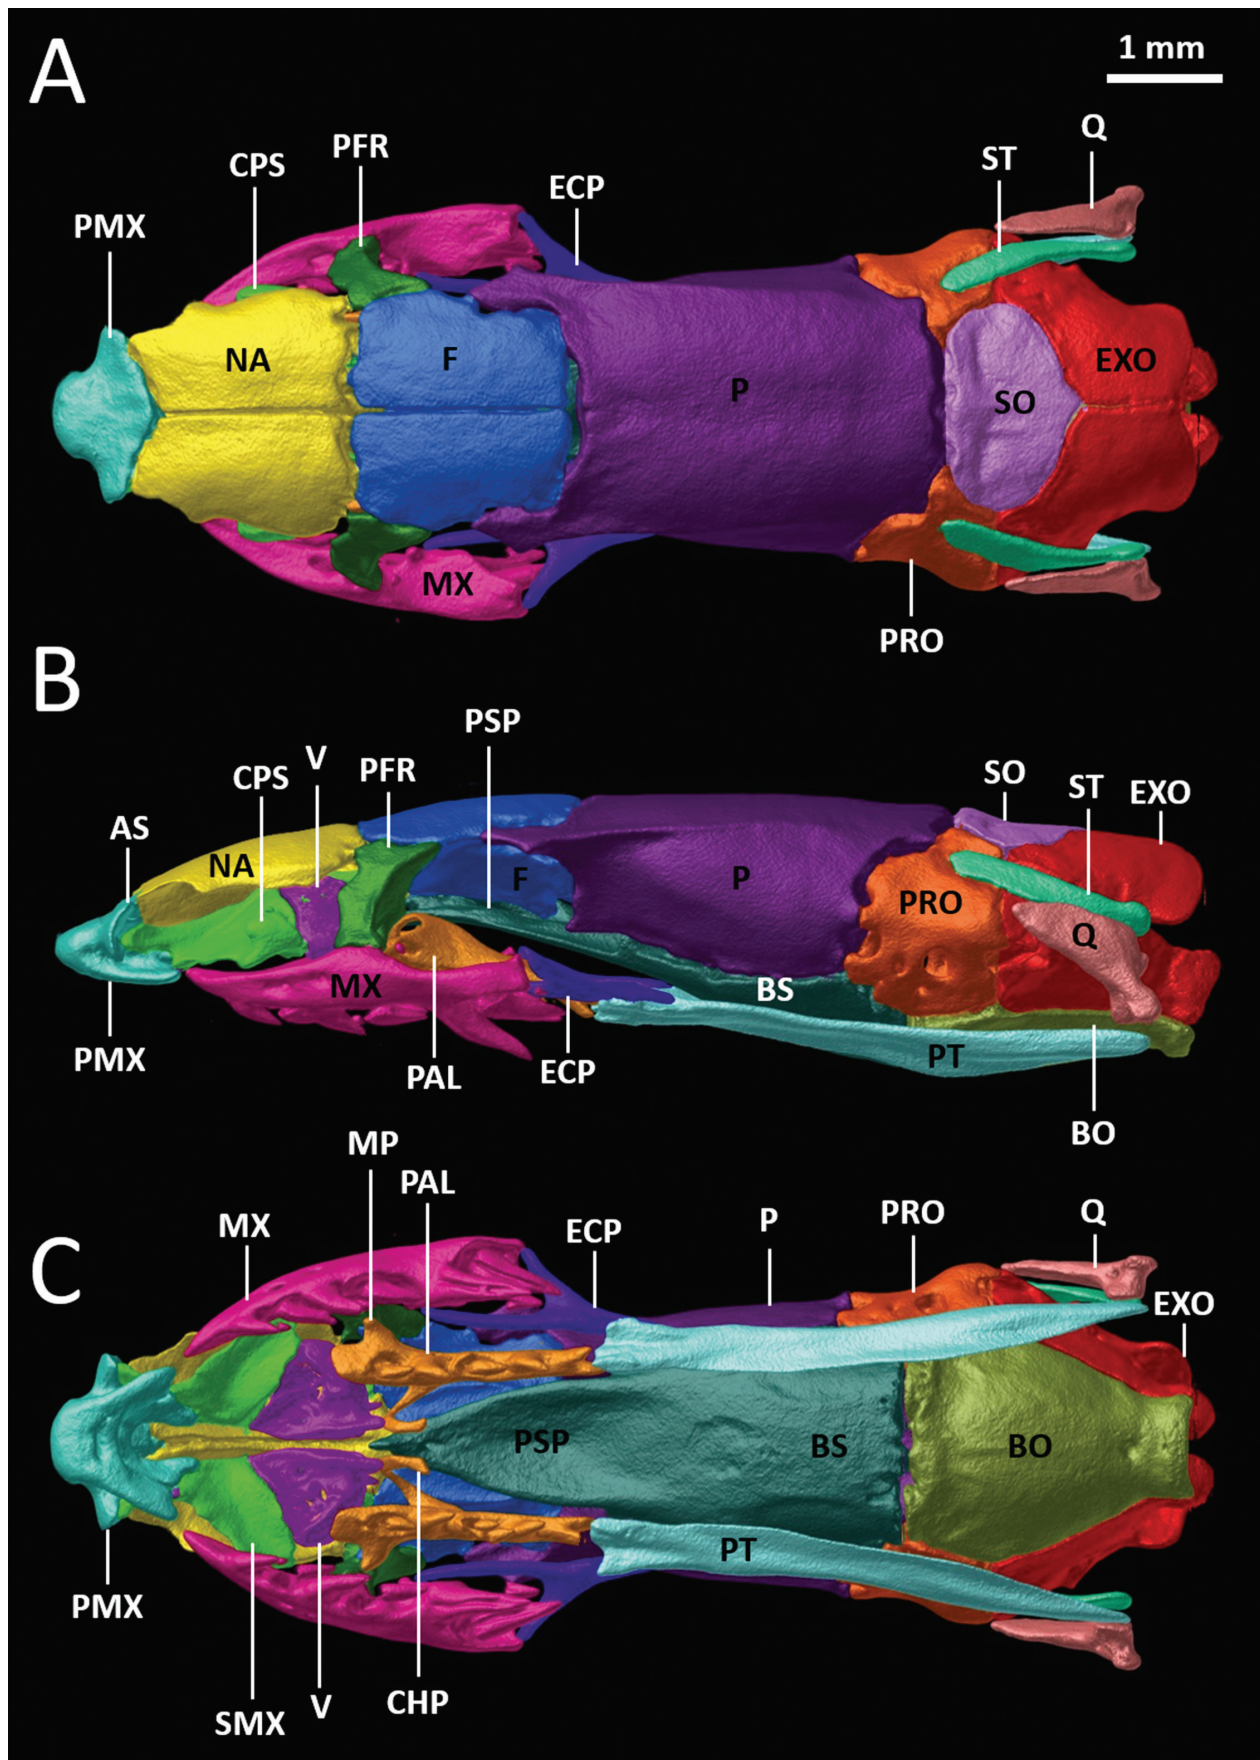 A
1 mm
Q
PFR
ST
CPS
ECP
PMX
NA
F
EXO
P
SO
MX
PRO
B
PSP
V
PFR
SO
CPS
ST
EXO
AS
NA
F
P
PRO
Q
MX
BS
PT
PMX
PAL
ECP
BO
MP
PAL
MX
ECP
P
PRO
Q
C
EXO
PSP
BS
BO
PT
PMX
CHP
V
SMX